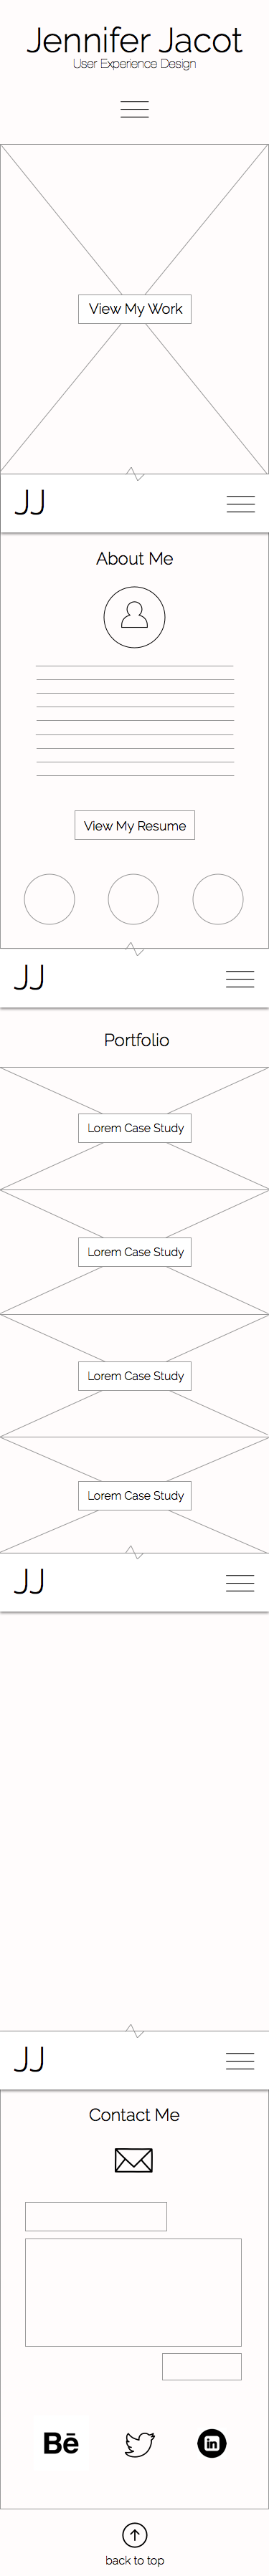 Jennifer Jacot
User Experience Design
View My Work
JJ
About Me
View My Resume
JJ
Portfolio
Lorem Case Study
Lorem Case Study
Lorem Case Study
Lorem Case Study
JJ
JJ
Contact Me
Bē
in
back to top